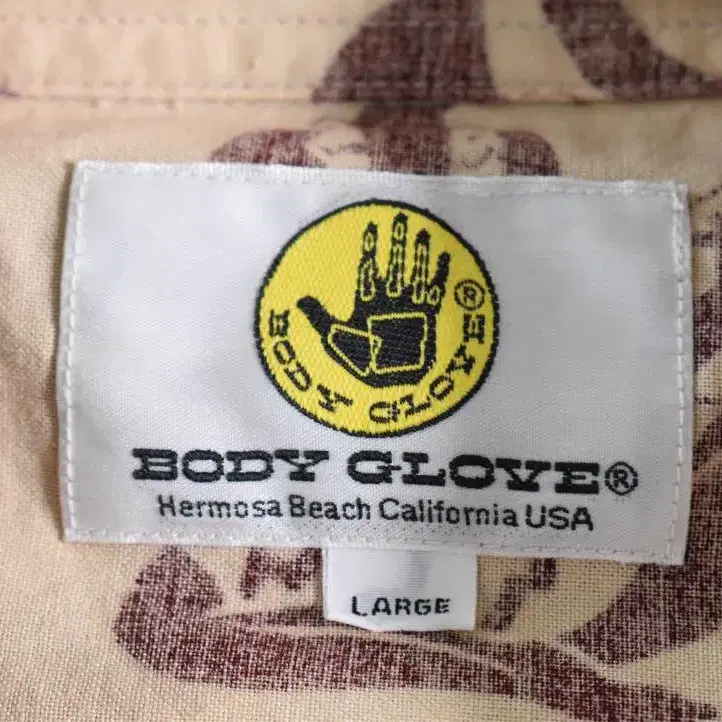 BODY GLOVE®
BODY GLOVE®
Hermosa Beach California USA
LARGE